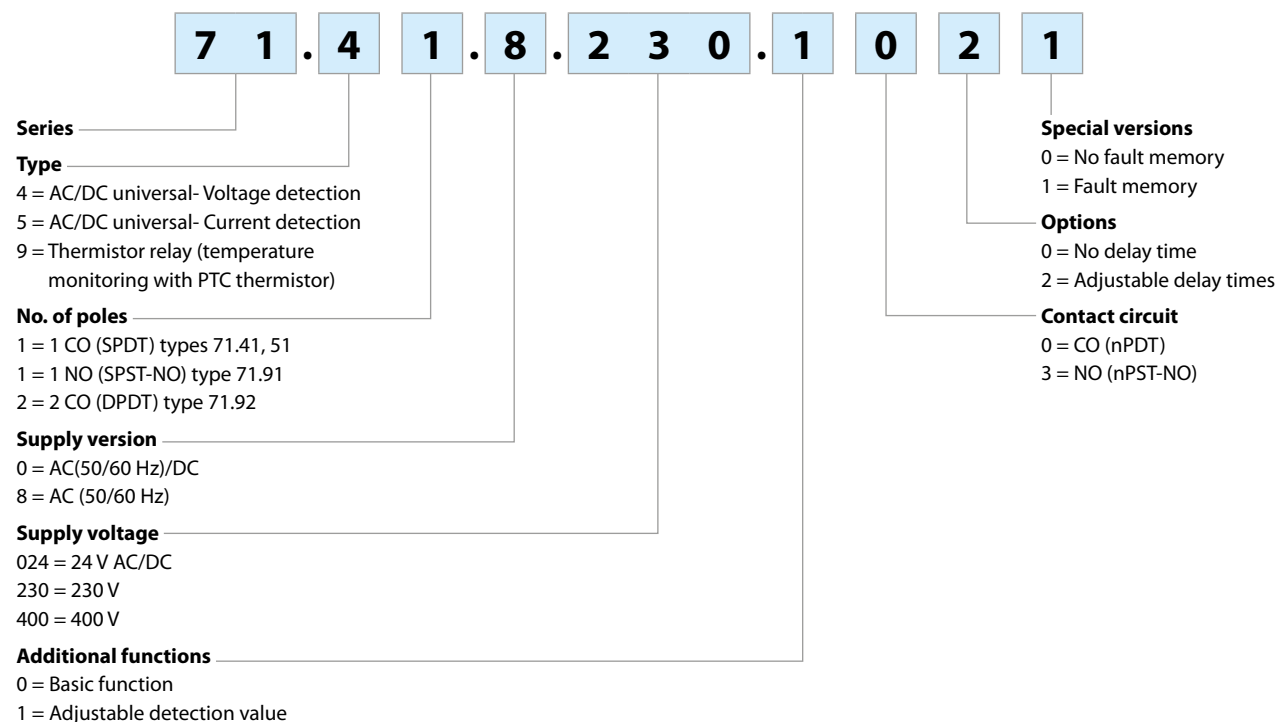 7 1 . 4 1 . 8 . 2 3 0 . 1 0 2 1
Series
Type
4 = AC/DC universal- Voltage detection
5 = AC/DC universal- Current detection
9 = Thermistor relay (temperature
monitoring with PTC thermistor)
No. of poles
1 = 1 CO (SPDT) types 71.41, 51
1 = 1 NO (SPST-NO) type 71.91
2 = 2 CO (DPDT) type 71.92
Supply version
0 = AC(50/60 Hz)/DC
8 = AC (50/60 Hz)
Supply voltage
024 = 24 V AC/DC
230 = 230 V
400 = 400 V
Additional functions
0 = Basic function
1 = Adjustable detection value
Special versions
0 = No fault memory
1 = Fault memory
Options
0 = No delay time
2 = Adjustable delay times
Contact circuit
0 = CO (nPDT)
3 = NO (nPST-NO)